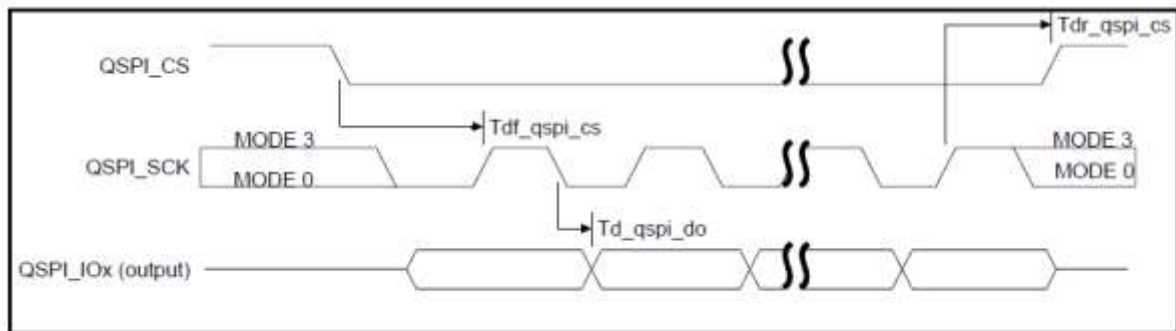 Tdr_qspi_cs
QSPI_CS
Tdf_qspi_cs
MODE 3
MODE 3
QSPI_SCK
MODE 0
MODE 0
Td_qspi_do
QSPI_IOx (output)